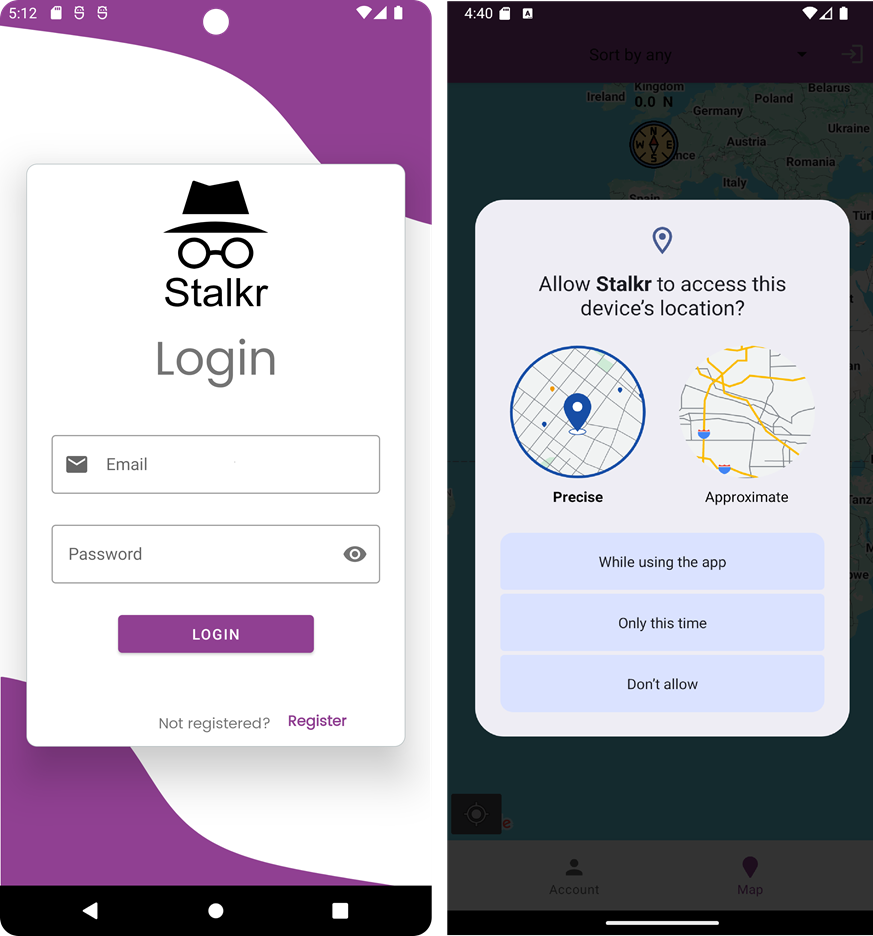 5:12
Stalkr
Login
Email
Password
LOGIN
Not registered? Register
4:40
A
Sort by any
Kingdom
Ireland
0.0 N
Belarus
Poland
Germany
Ukraine
N
W E
S
nce
Austria
Romania
Italy
Spain
Türk
Allow Stalkr to access this
device's location?
Precise
Approximate
While using the app
Only this time
Don't allow
Account
Map